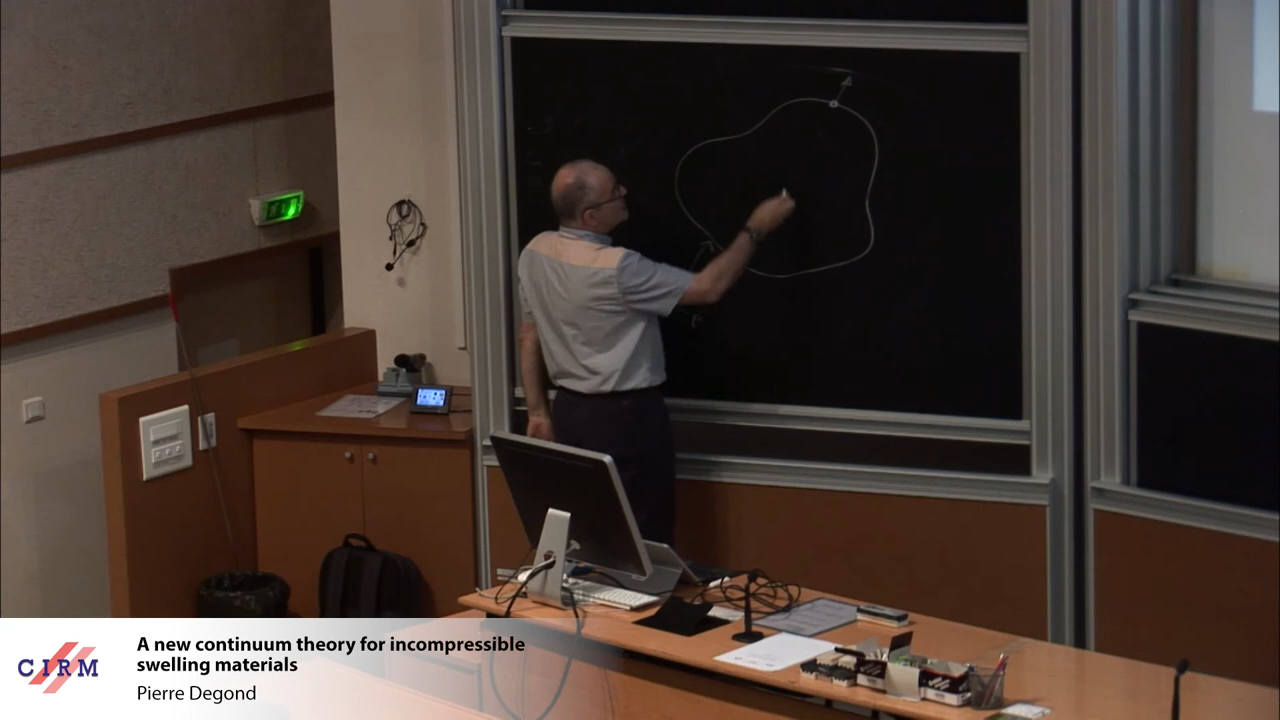 CIRM
A new continuum theory for incompressible
swelling materials
Pierre Degond